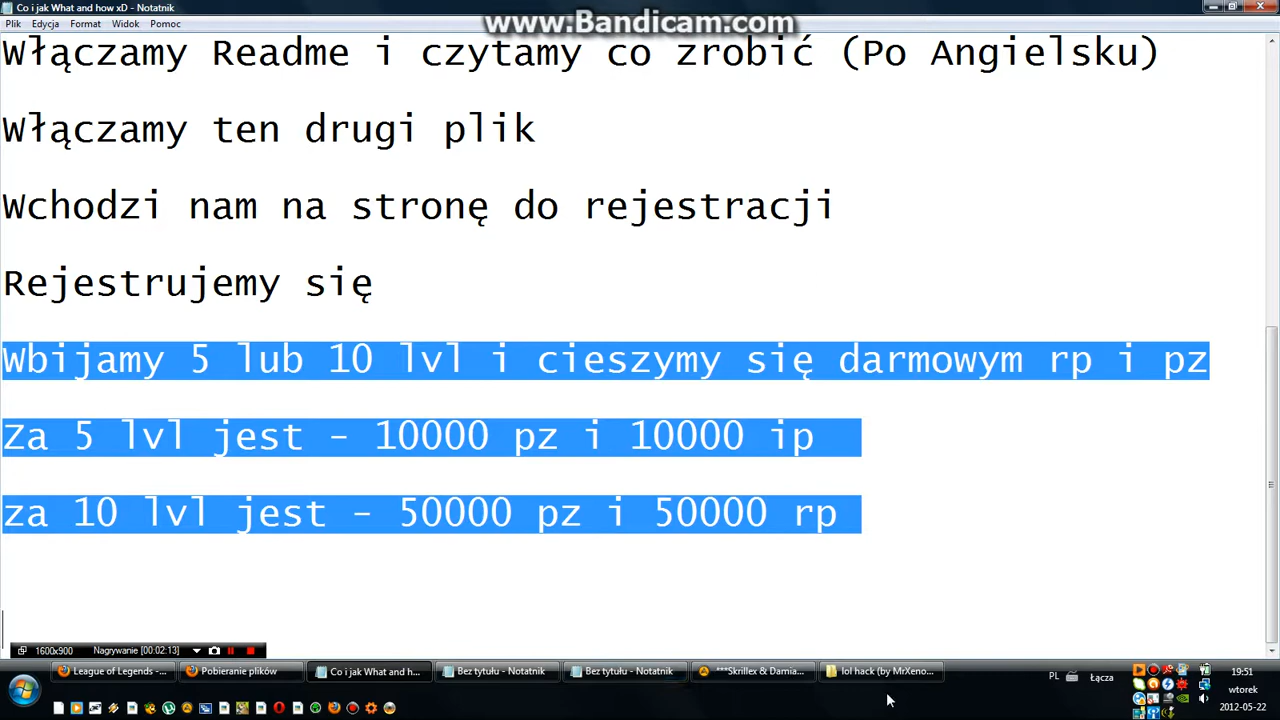 Co i jak What and how xD - Notatnik
www.Bandicam.com
Plik Edycja Format Widok Pomoc
Włączamy Readme i czytamy co zrobić (Po Angielsku)
Włączamy ten drugi plik
Wchodzi nam na stronę do rejestracji
Rejestrujemy się
Wbijamy 5 lub 10 lvl i cieszymy się darmowym rp i pz
Za 5 lvl jest - 10000 pz i 10000 ip
za 10 lvl jest - 50000 pz i 50000 rp
1600x900 Nagrywanie [00:02:13]
League of Legends -... Pobieranie plików Co i jak What and h... Bez tytułu - Notatnik Bez tytułu - Notatnik ***Skrillex & Damia... lol hack (by MrXeno... PL Łącza 19:51
wtorek
2012-05-22